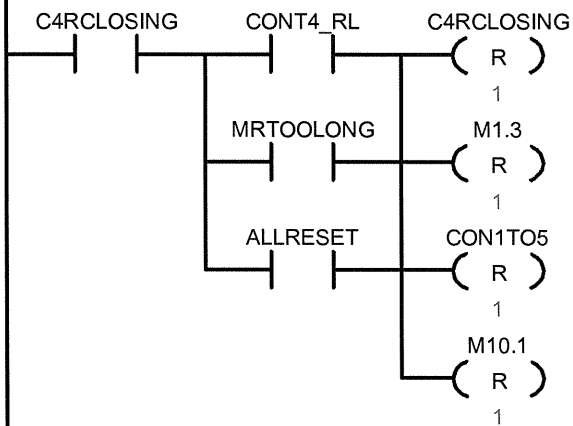 C4RCLOSING CONT4_RL C4RCLOSING
R
1
MRTOOLONG M1.3
R
1
ALLRESET CON1TO5
R
1
M10.1
R
1